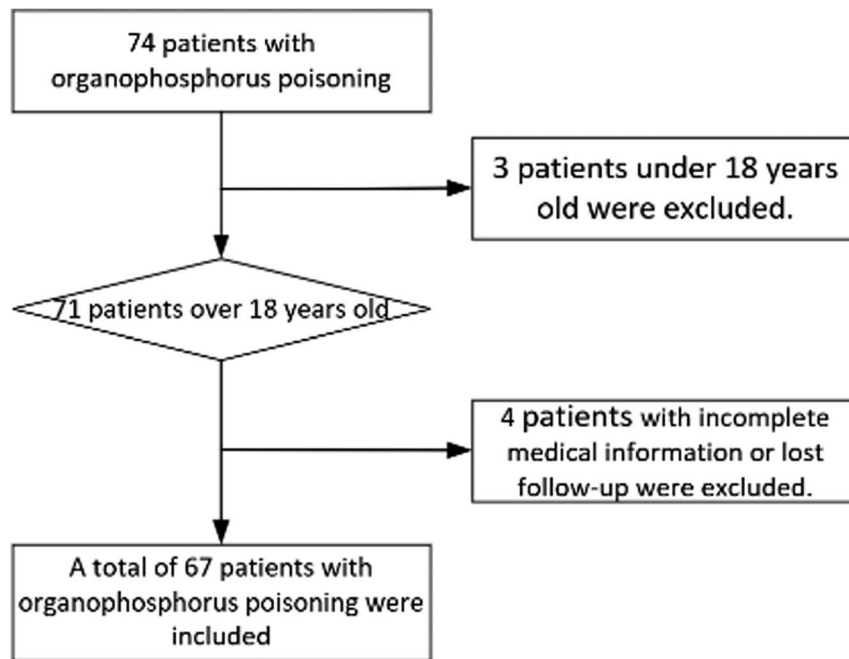 74 patients with
organophosphorus poisoning
3 patients under 18 years
old were excluded.
71 patients over 18 years old
4 patients with incomplete
medical information or lost
follow-up were excluded.
A total of 67 patients with
organophosphorus poisoning were
included